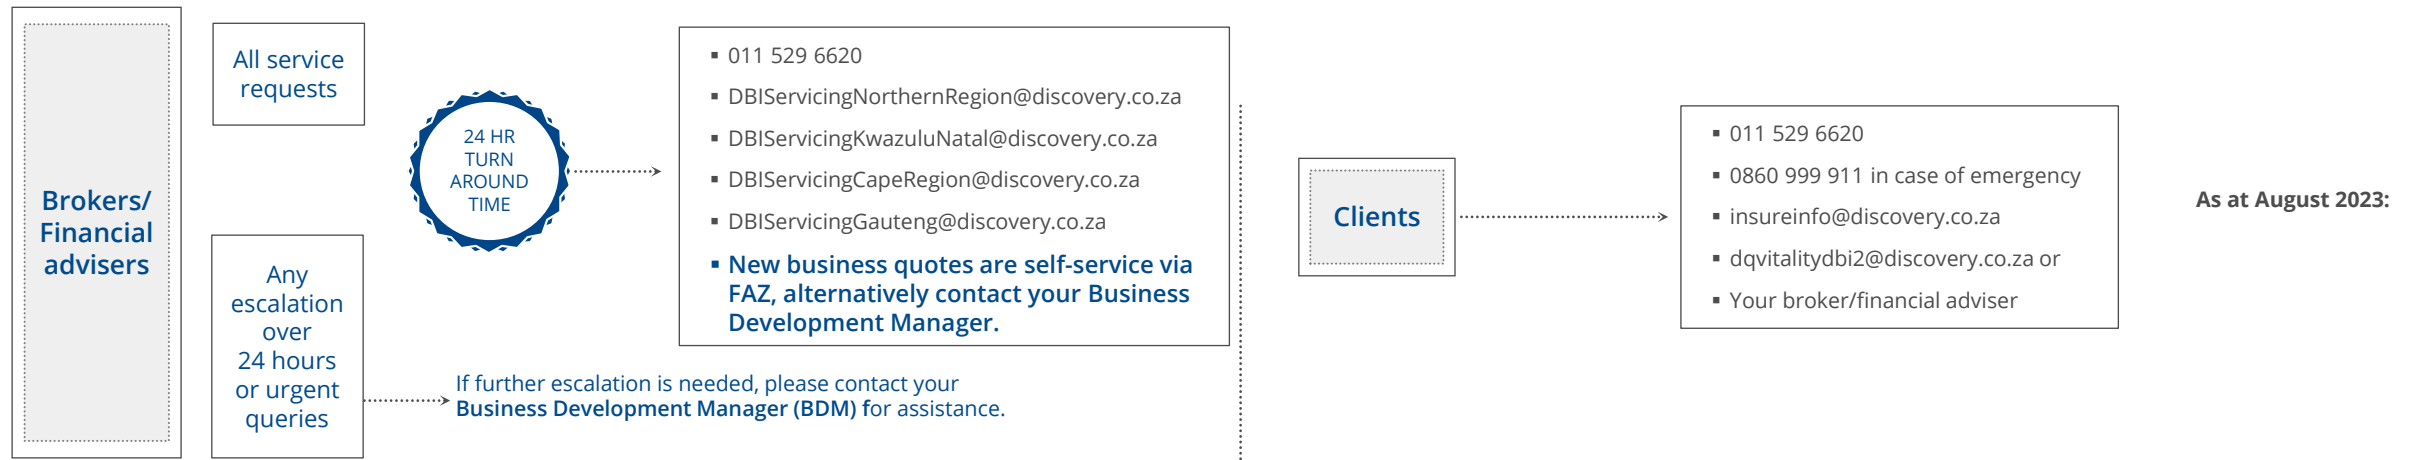 Brokers/
Financial
advisers
All service
requests
Any
escalation
over
24 hours
or urgent
queries
24 HR
TURN
AROUND
TIME
▪ 011 529 6620
▪ DBIServicingNorthernRegion@discovery.co.za
▪ DBIServicingKwazuluNatal@discovery.co.za
▪ DBIServicingCapeRegion@discovery.co.za
▪ DBIServicingGauteng@discovery.co.za
▪ New business quotes are self-service via
FAZ, alternatively contact your Business
Development Manager.
If further escalation is needed, please contact your
Business Development Manager (BDM) for assistance.
Clients
▪ 011 529 6620
▪ 0860 999 911 in case of emergency
▪ insureinfo@discovery.co.za
▪ dqvitalitydbi2@discovery.co.za or
▪ Your broker/financial adviser
As at August 2023: